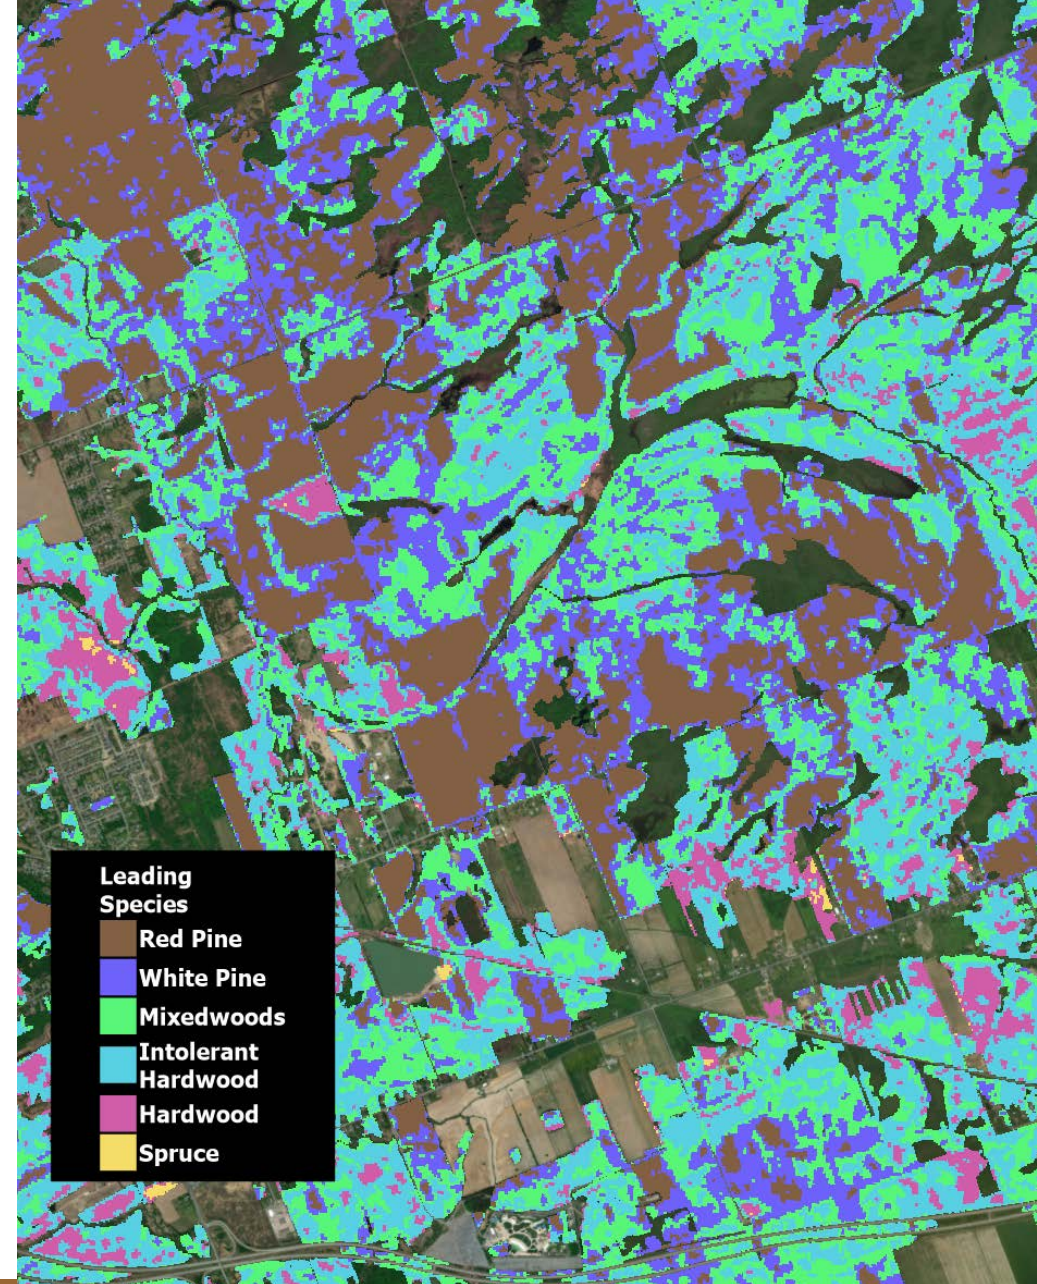 Leading
Species
Red Pine
White Pine
Mixedwoods
Intolerant
Hardwood
Hardwood
Spruce